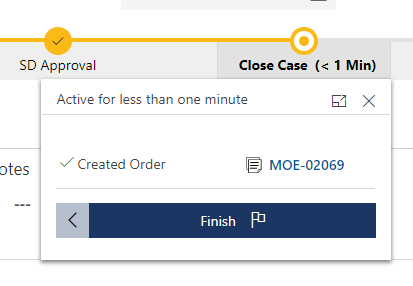 SD Approval
Close Case (< 1 Min)
Active for less than one minute
otes
Created Order
MOE-02069
---
Finish